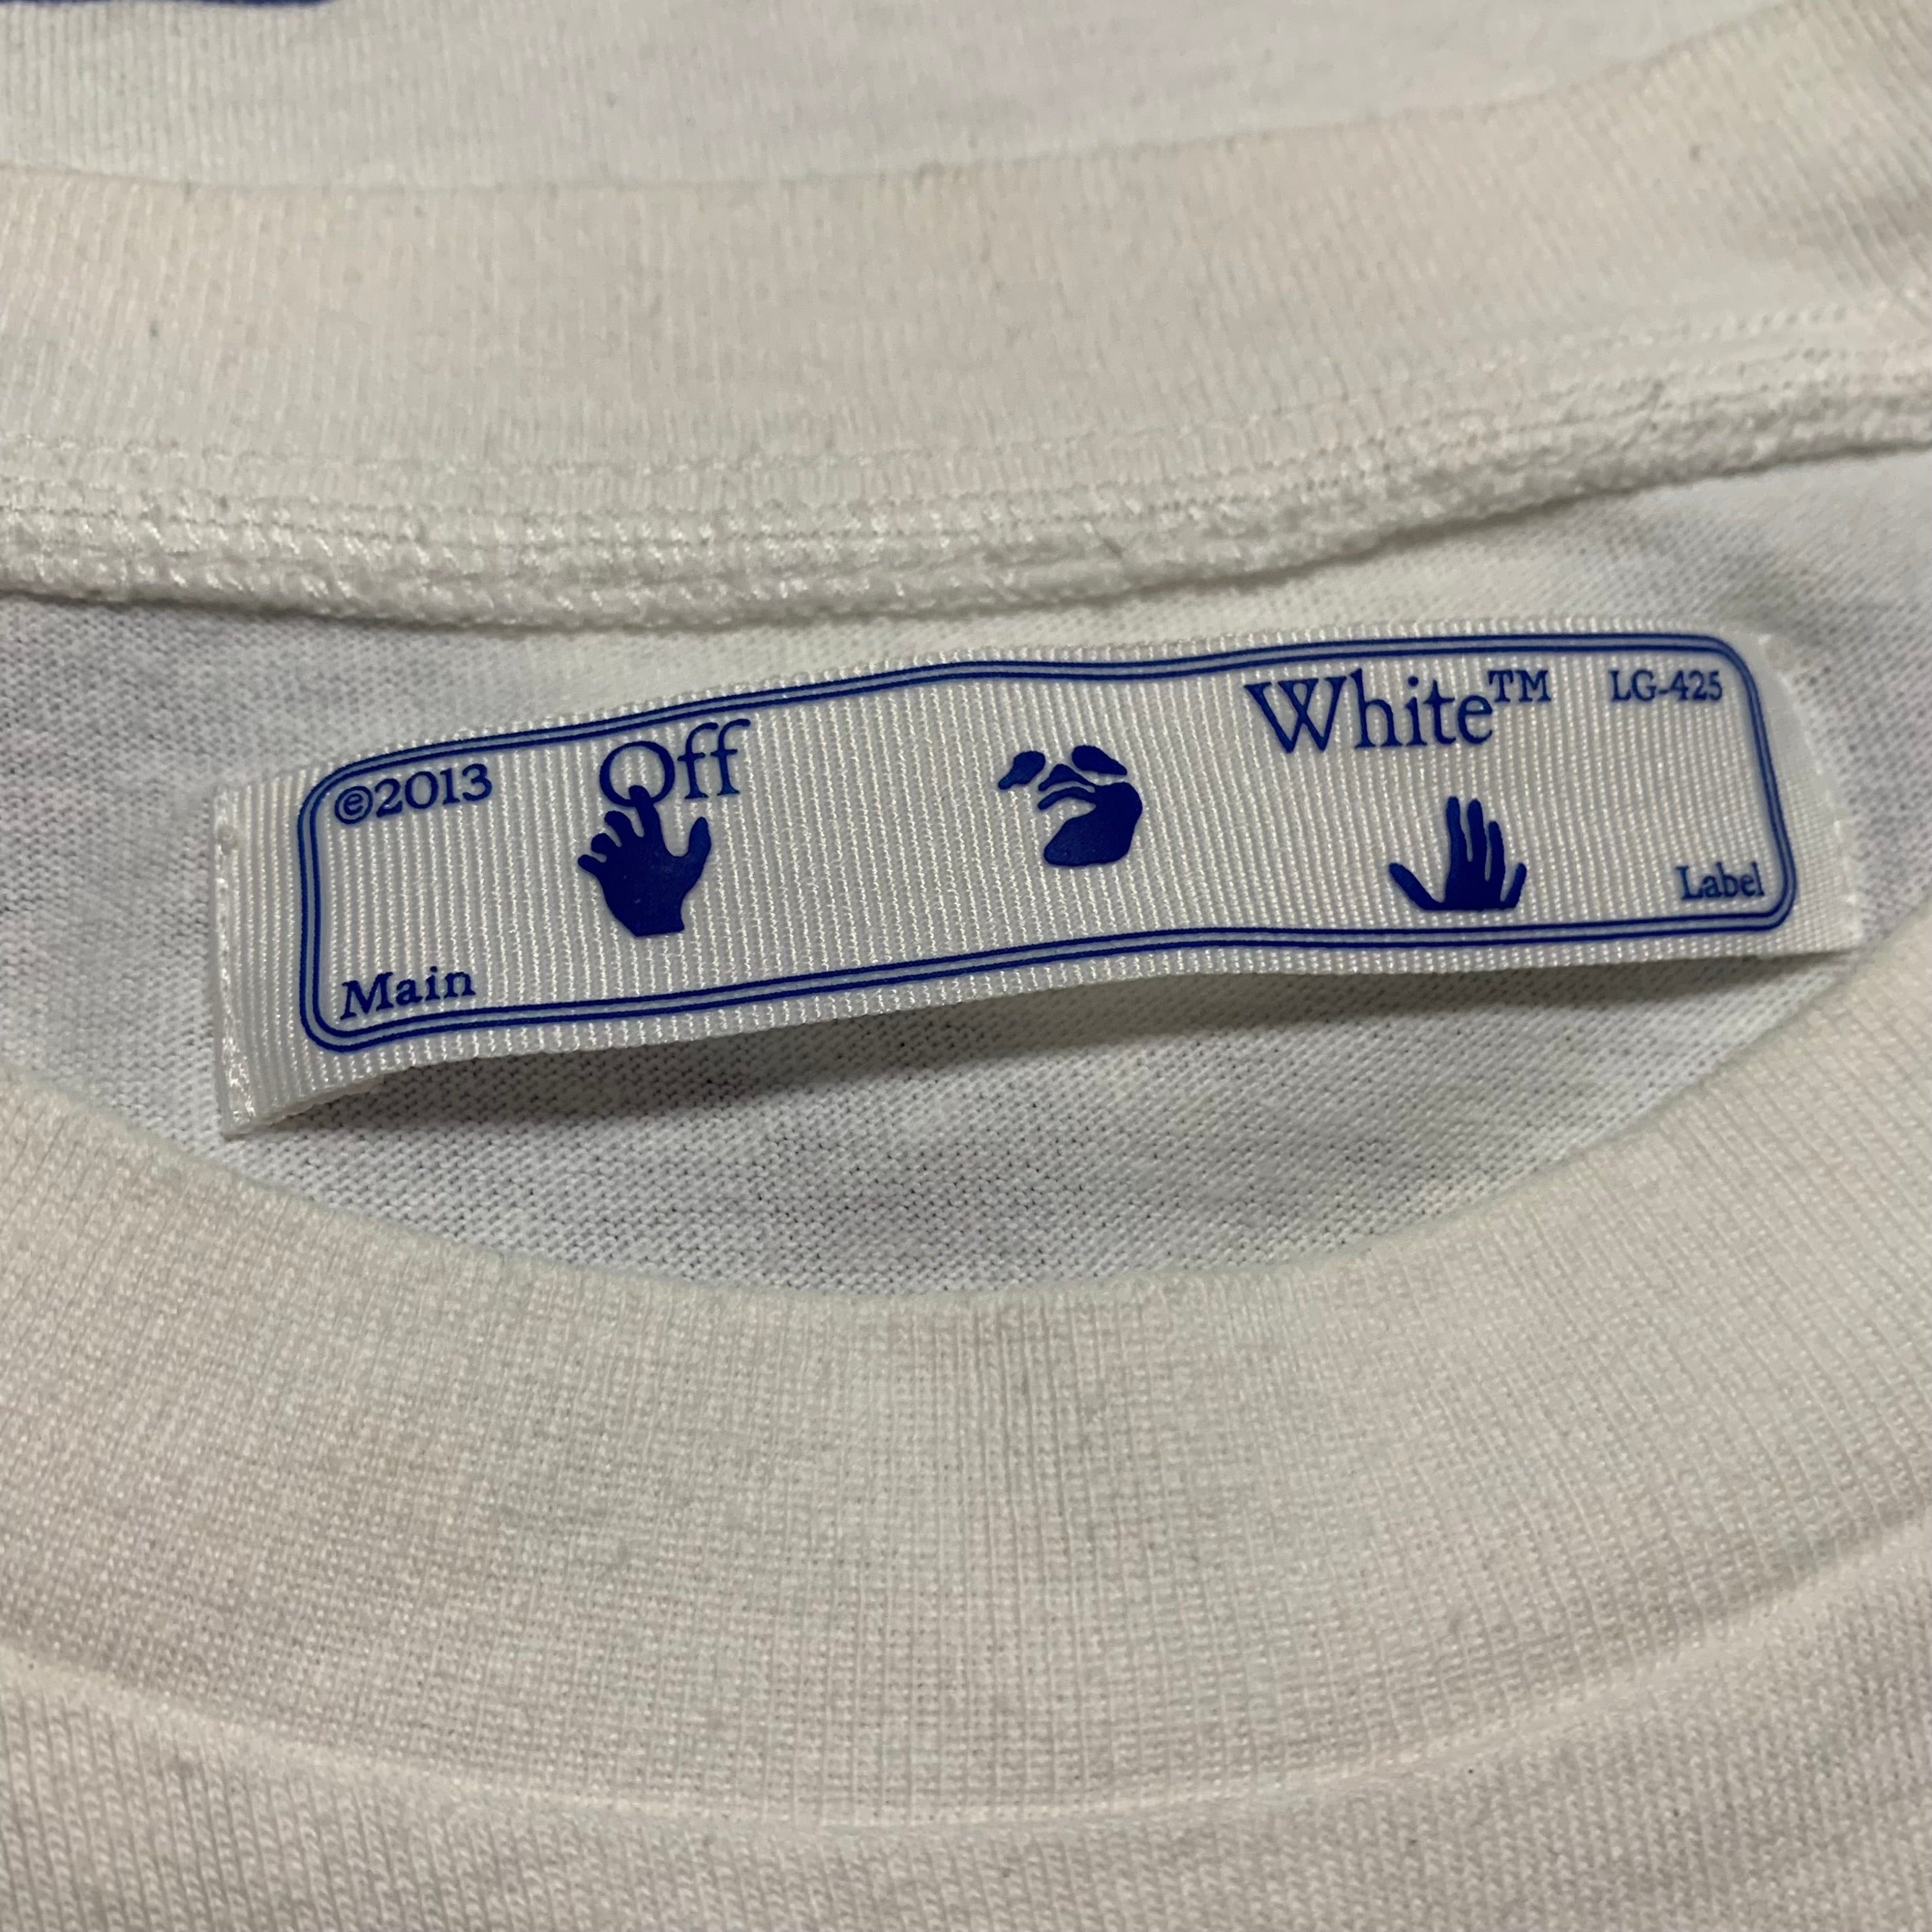 ©2013 Off White™ LG-425
Main Label